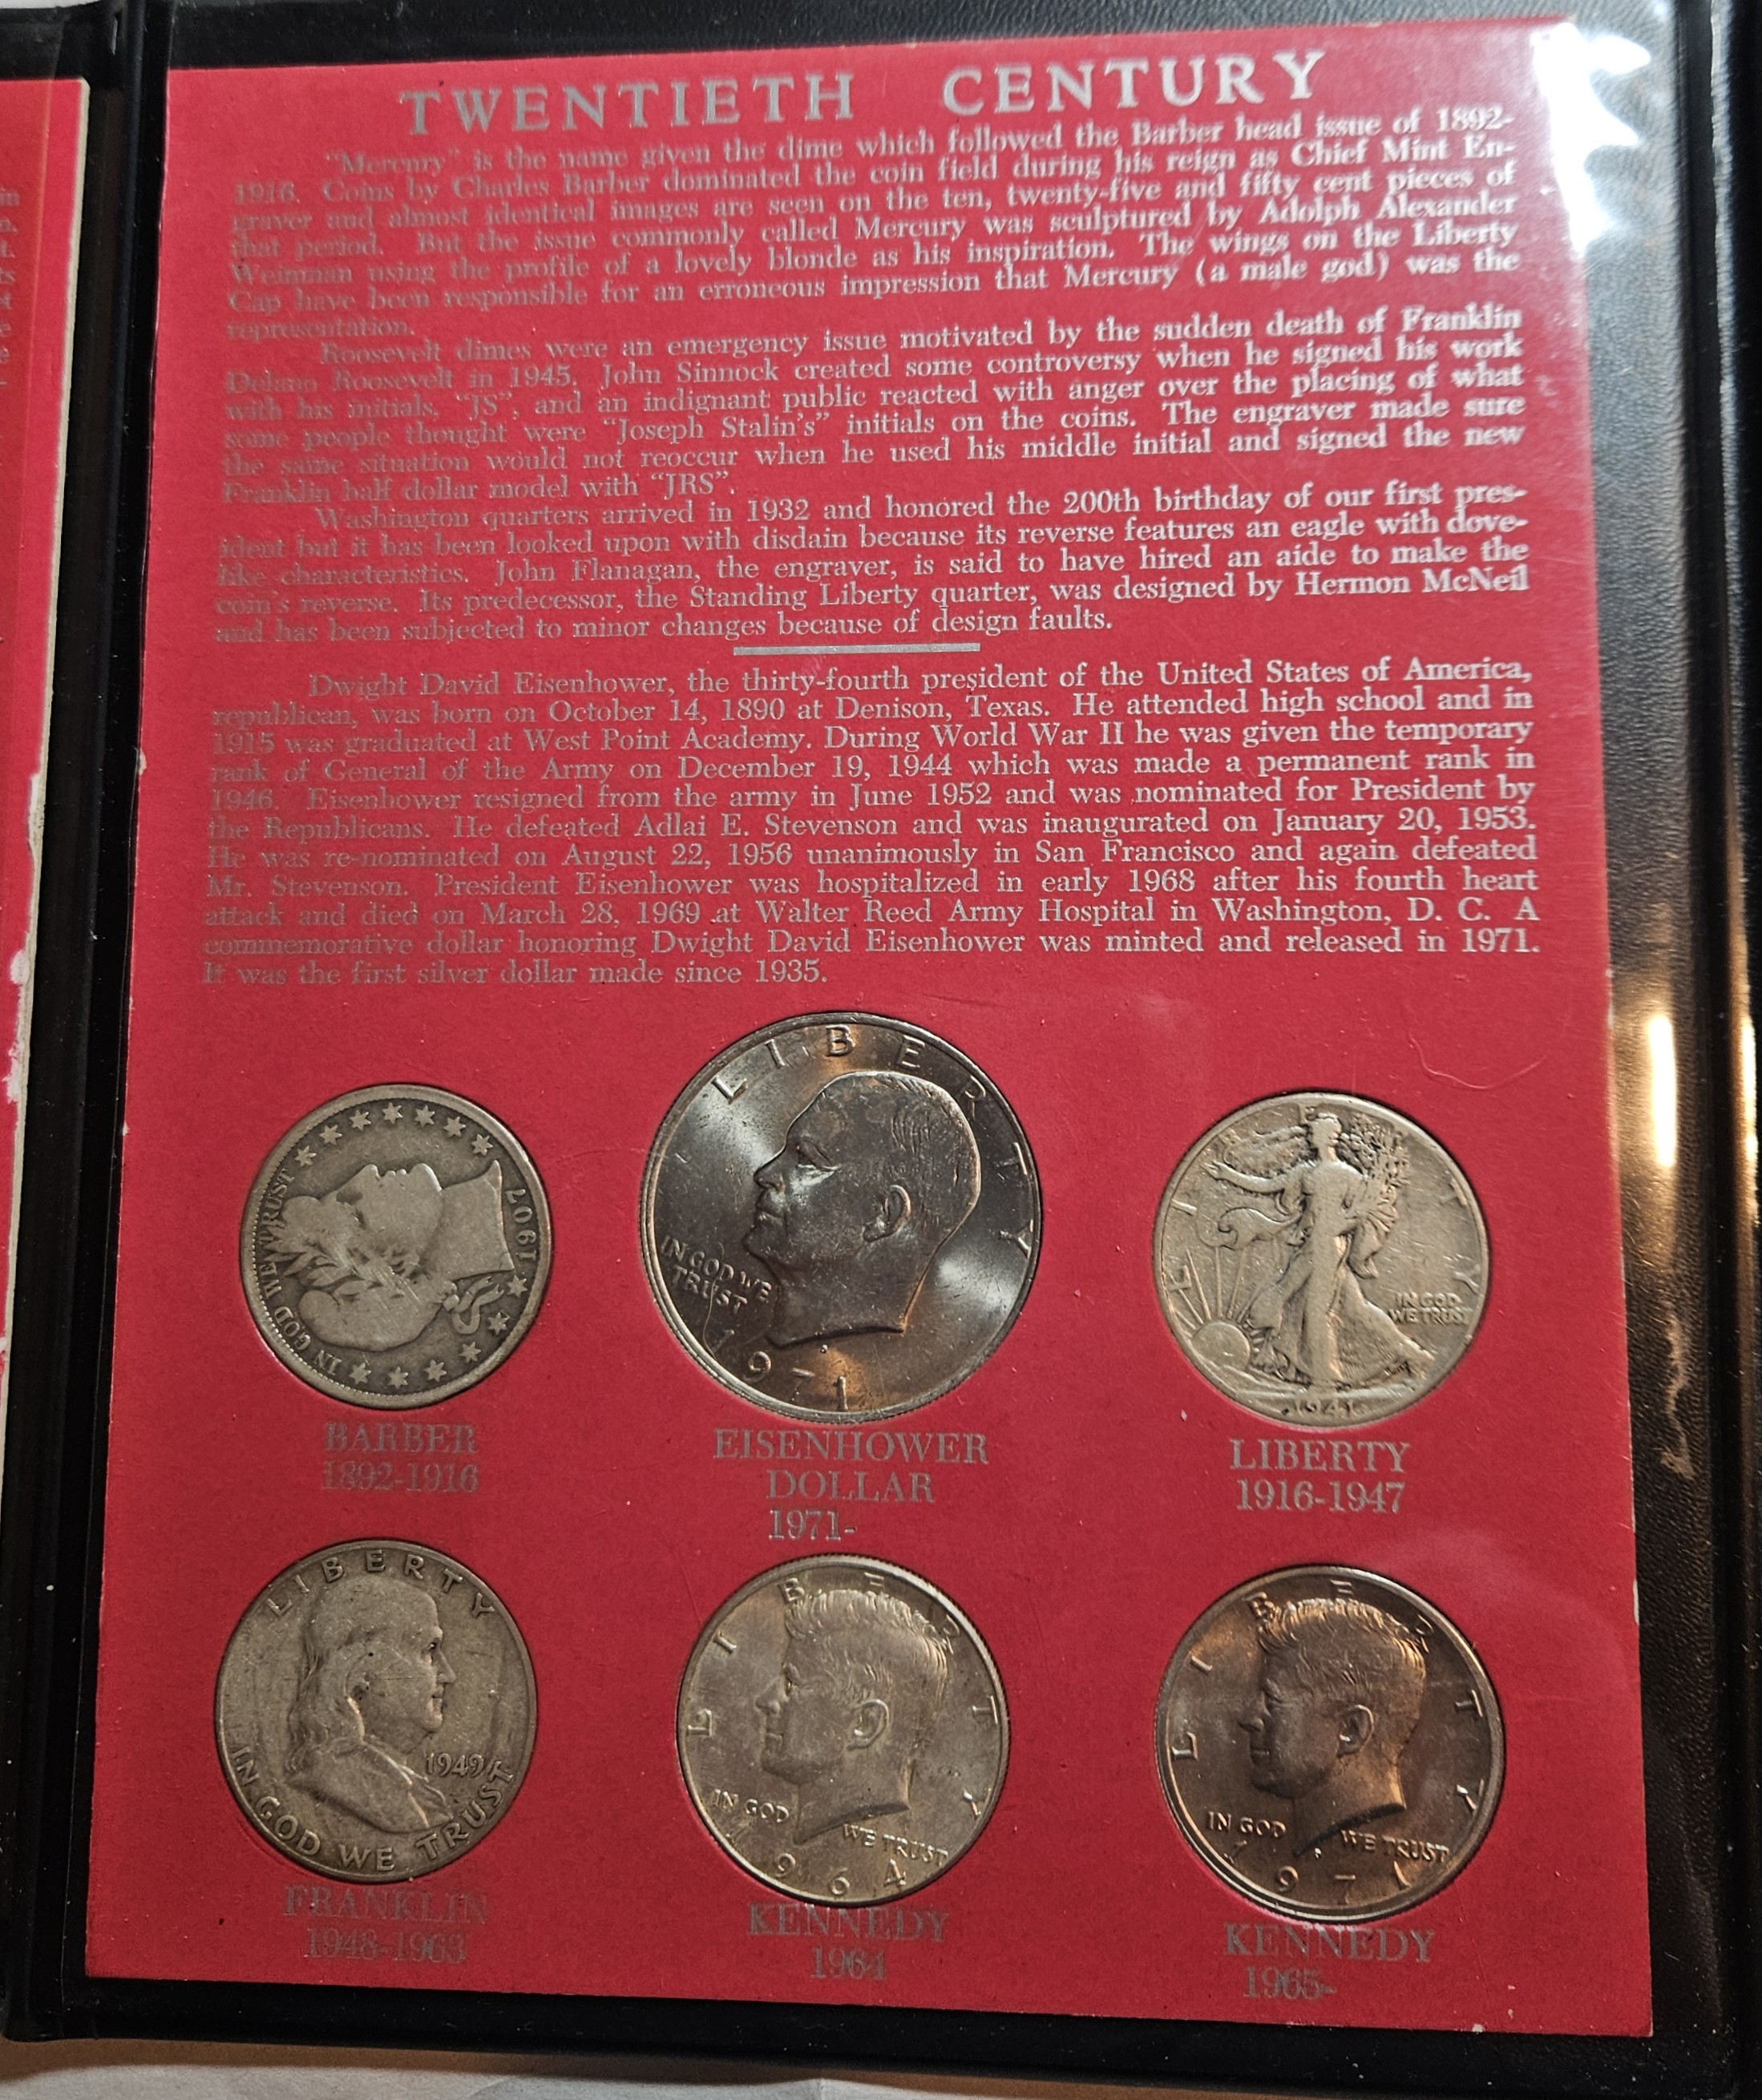 TWENTIETH CENTURY
"Mercury" is the name given the dime which followed the Barber head issue of 1892-
1916. Coins by Charles Barber dominated the coin field during his reign as Chief Mint En-
graver and almost identical images are seen on the ten, twenty-five and fifty cent pieces of
that period. But the issue commonly called Mercury was sculptured by Adolph Alexander
Weinman using the profile of a lovely blonde as his inspiration. The wings on the Liberty
Cap have been responsible for an erroneous impression that Mercury (a male god) was the
representation.
Roosevelt dimes were an emergency issue motivated by the sudden death of Franklin
Delano Roosevelt in 1945. John Sinnock created some controversy when he signed his work
with his initials, "JS", and an indignant public reacted with anger over the placing of what
some people thought were "Joseph Stalin's" initials on the coins. The engraver made sure
the same situation would not reoccur when he used his middle initial and signed the new
Franklin half dollar model with "JRS".
Washington quarters arrived in 1932 and honored the 200th birthday of our first pres-
ident but it has been looked upon with disdain because its reverse features an eagle with dove-
like characteristics. John Flanagan, the engraver, is said to have hired an aide to make the
coin's reverse. Its predecessor, the Standing Liberty quarter, was designed by Hermon McNeil
and has been subjected to minor changes because of design faults.
Dwight David Eisenhower, the thirty-fourth president of the United States of America,
republican, was born on October 14, 1890 at Denison, Texas. He attended high school and in
1915 was graduated at West Point Academy. During World War II he was given the temporary
rank of General of the Army on December 19, 1944 which was made a permanent rank in
1946. Eisenhower resigned from the army in June 1952 and was nominated for President by
the Republicans. He defeated Adlai E. Stevenson and was inaugurated on January 20, 1953.
He was re-nominated on August 22, 1956 unanimously in San Francisco and again defeated
Mr. Stevenson. President Eisenhower was hospitalized in early 1968 after his fourth heart
attack and died on March 28, 1969 at Walter Reed Army Hospital in Washington, D. C. A
commemorative dollar honoring Dwight David Eisenhower was minted and released in 1971.
It was the first silver dollar made since 1935.
IN GOD WE TRUST
1907
LIBERTY
IN GOD WE
TRUST
1971
LIBERTY
IN GOD
WE TRUST
1941
BARBER
1892-1916
EISENHOWER
DOLLAR
1971-
LIBERTY
1916-1947
LIBERTY
1949
IN GOD WE TRUST
LIBERTY
IN GOD WE TRUST
1964
LIBERTY
IN GOD WE TRUST
1971
FRANKLIN
1948-1963
KENNEDY
1964
KENNEDY
1965-